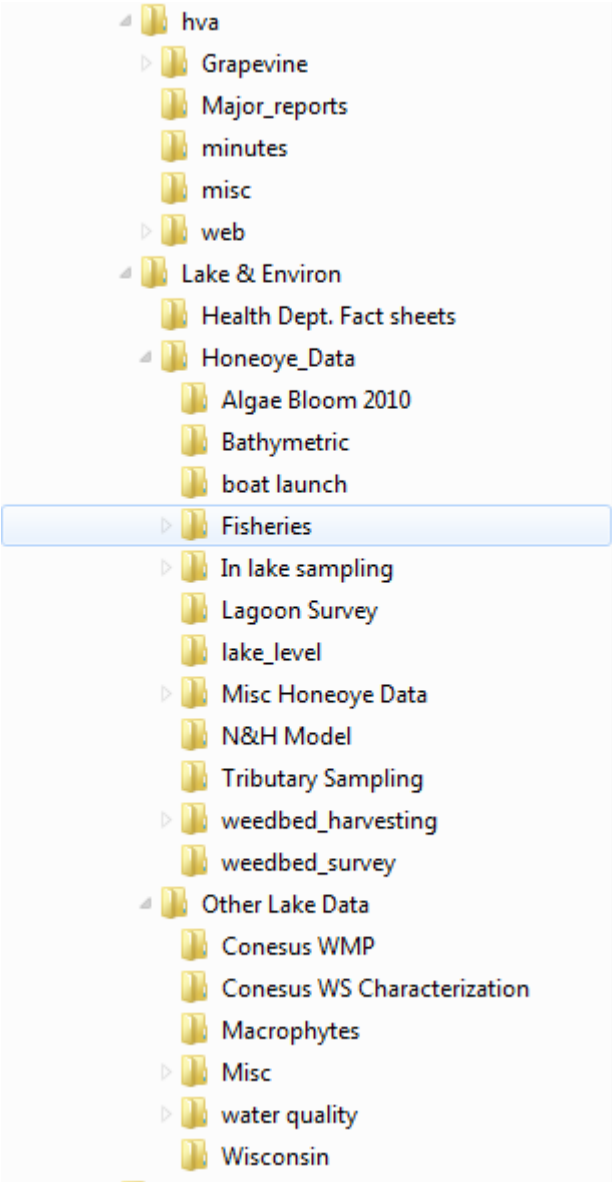 hva
Grapevine
Major_reports
minutes
misc
web
Lake & Environ
Health Dept. Fact sheets
Honeoye_Data
Algae Bloom 2010
Bathymetric
boat launch
Fisheries
In lake sampling
Lagoon Survey
lake_level
Misc Honeoye Data
N&H Model
Tributary Sampling
weedbed_harvesting
weedbed_survey
Other Lake Data
Conesus WMP
Conesus WS Characterization
Macrophytes
Misc
water quality
Wisconsin